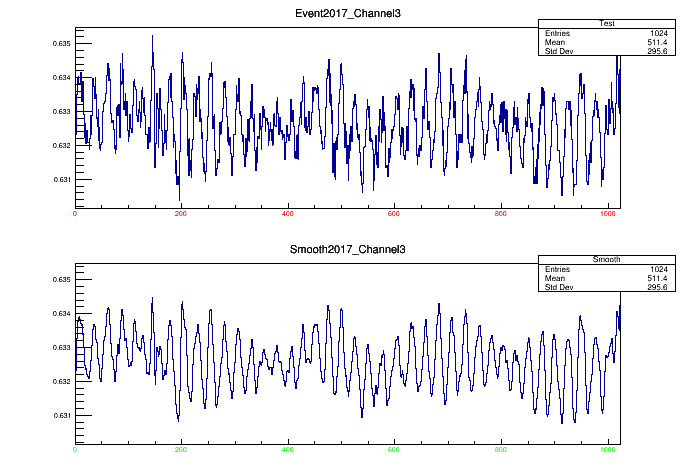 Event2017_Channel3
Test
Entries 1024
Mean 511.4
Std Dev 295.6
0.635
0.634
0.633
0.632
0.631
0 200 400 600 800 1000
Smooth2017_Channel3
Smooth
Entries 1024
Mean 511.4
Std Dev 295.6
0.635
0.634
0.633
0.632
0.631
0 200 400 600 800 1000